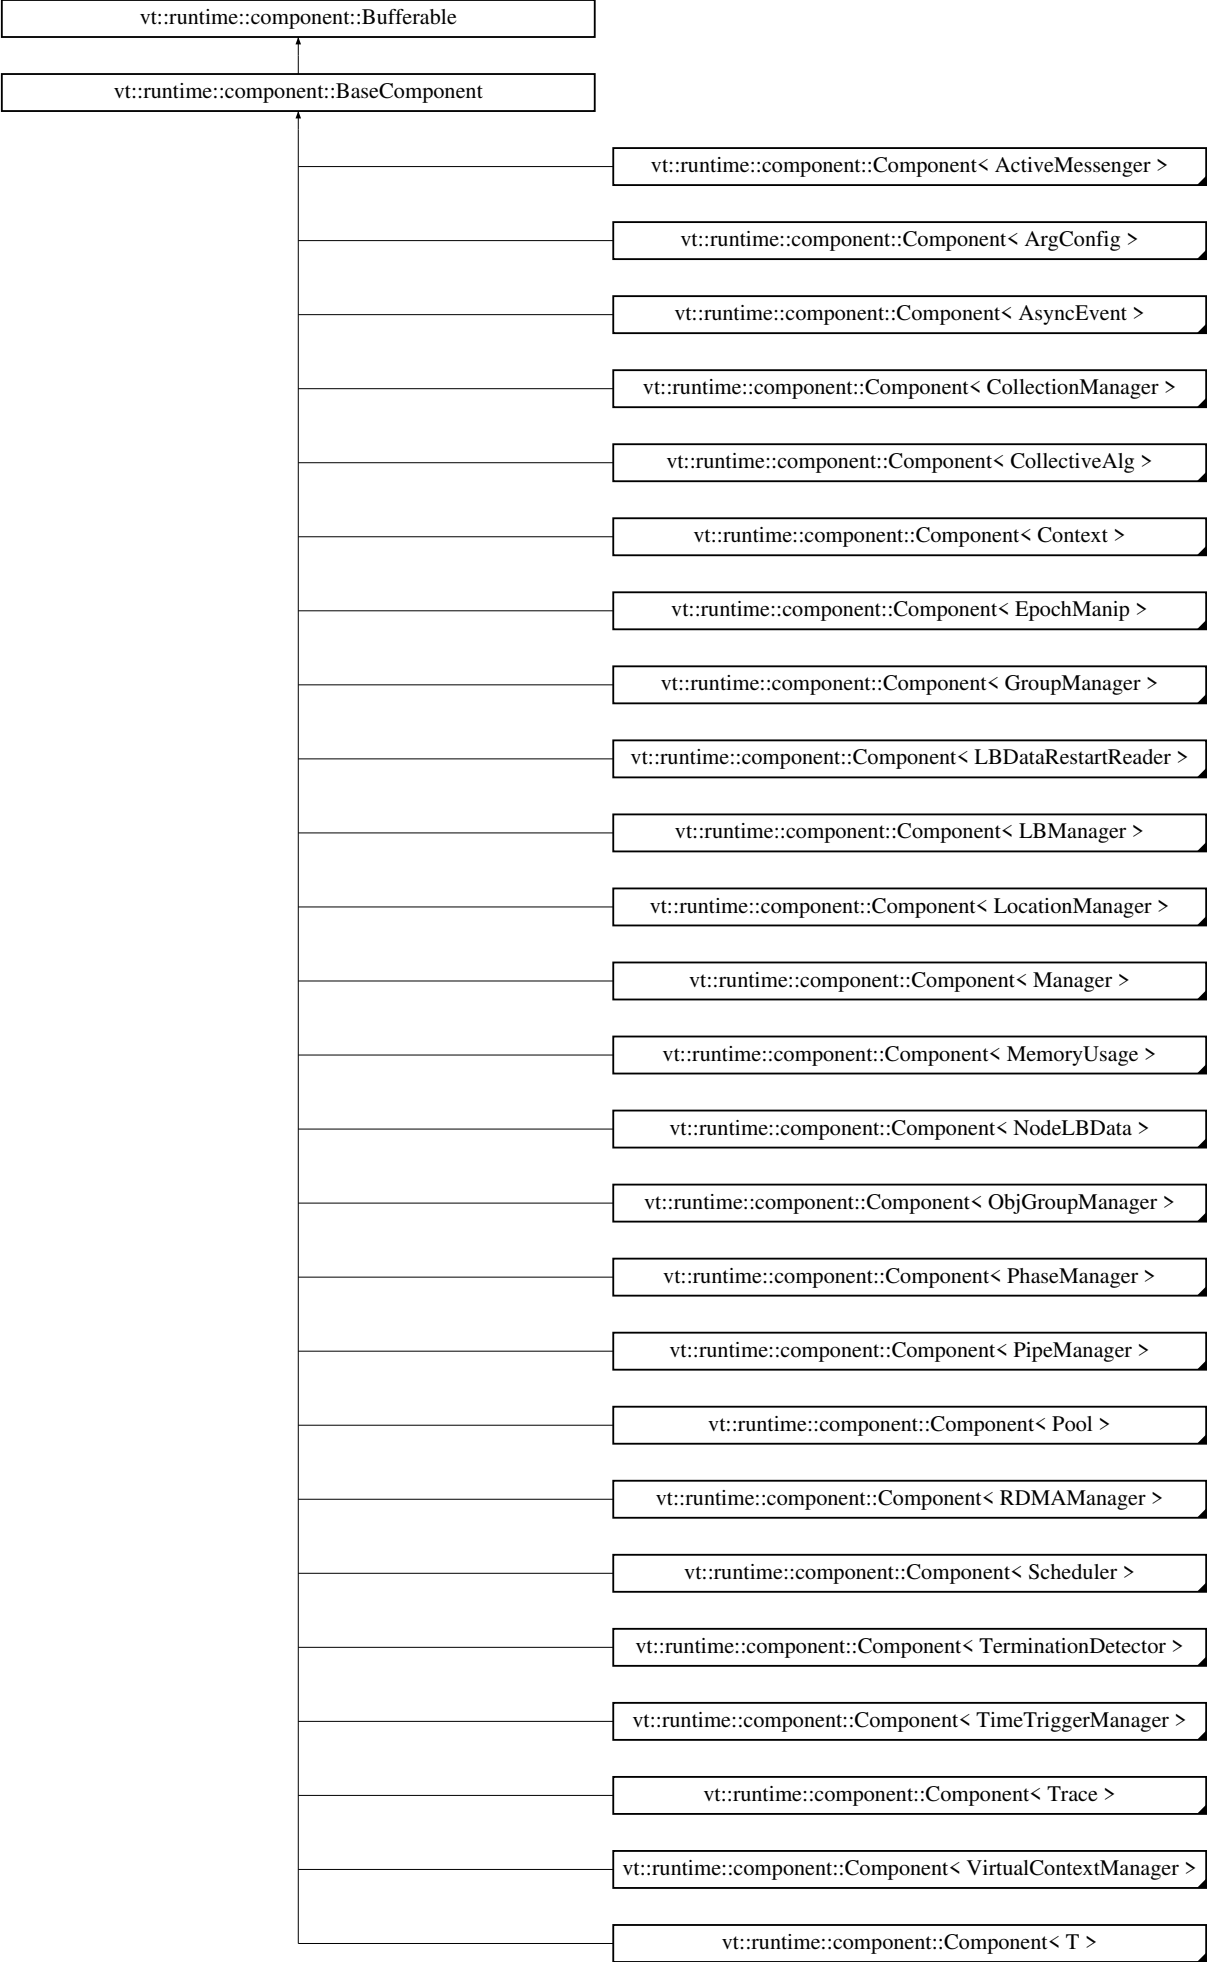 vt::runtime::component::Bufferable
vt::runtime::component::BaseComponent
vt::runtime::component::Component< ActiveMessenger >
vt::runtime::component::Component< ArgConfig >
vt::runtime::component::Component< AsyncEvent >
vt::runtime::component::Component< CollectionManager >
vt::runtime::component::Component< CollectiveAlg >
vt::runtime::component::Component< Context >
vt::runtime::component::Component< EpochManip >
vt::runtime::component::Component< GroupManager >
vt::runtime::component::Component< LBDataRestartReader >
vt::runtime::component::Component< LBManager >
vt::runtime::component::Component< LocationManager >
vt::runtime::component::Component< Manager >
vt::runtime::component::Component< MemoryUsage >
vt::runtime::component::Component< NodeLBData >
vt::runtime::component::Component< ObjGroupManager >
vt::runtime::component::Component< PhaseManager >
vt::runtime::component::Component< PipeManager >
vt::runtime::component::Component< Pool >
vt::runtime::component::Component< RDMAManager >
vt::runtime::component::Component< Scheduler >
vt::runtime::component::Component< TerminationDetector >
vt::runtime::component::Component< TimeTriggerManager >
vt::runtime::component::Component< Trace >
vt::runtime::component::Component< VirtualContextManager >
vt::runtime::component::Component< T >